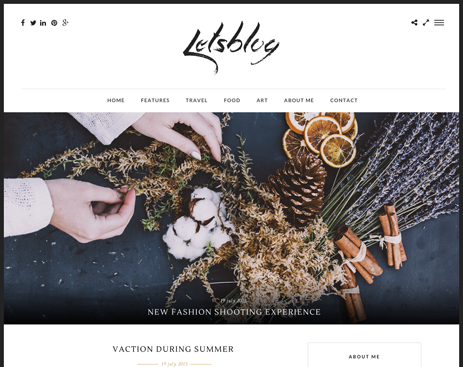 Letsblog
HOME FEATURES TRAVEL FOOD ART ABOUT ME CONTACT
19 july 2015
NEW FASHION SHOOTING EXPERIENCE
VACTION DURING SUMMER
ABOUT ME
19 july 2015